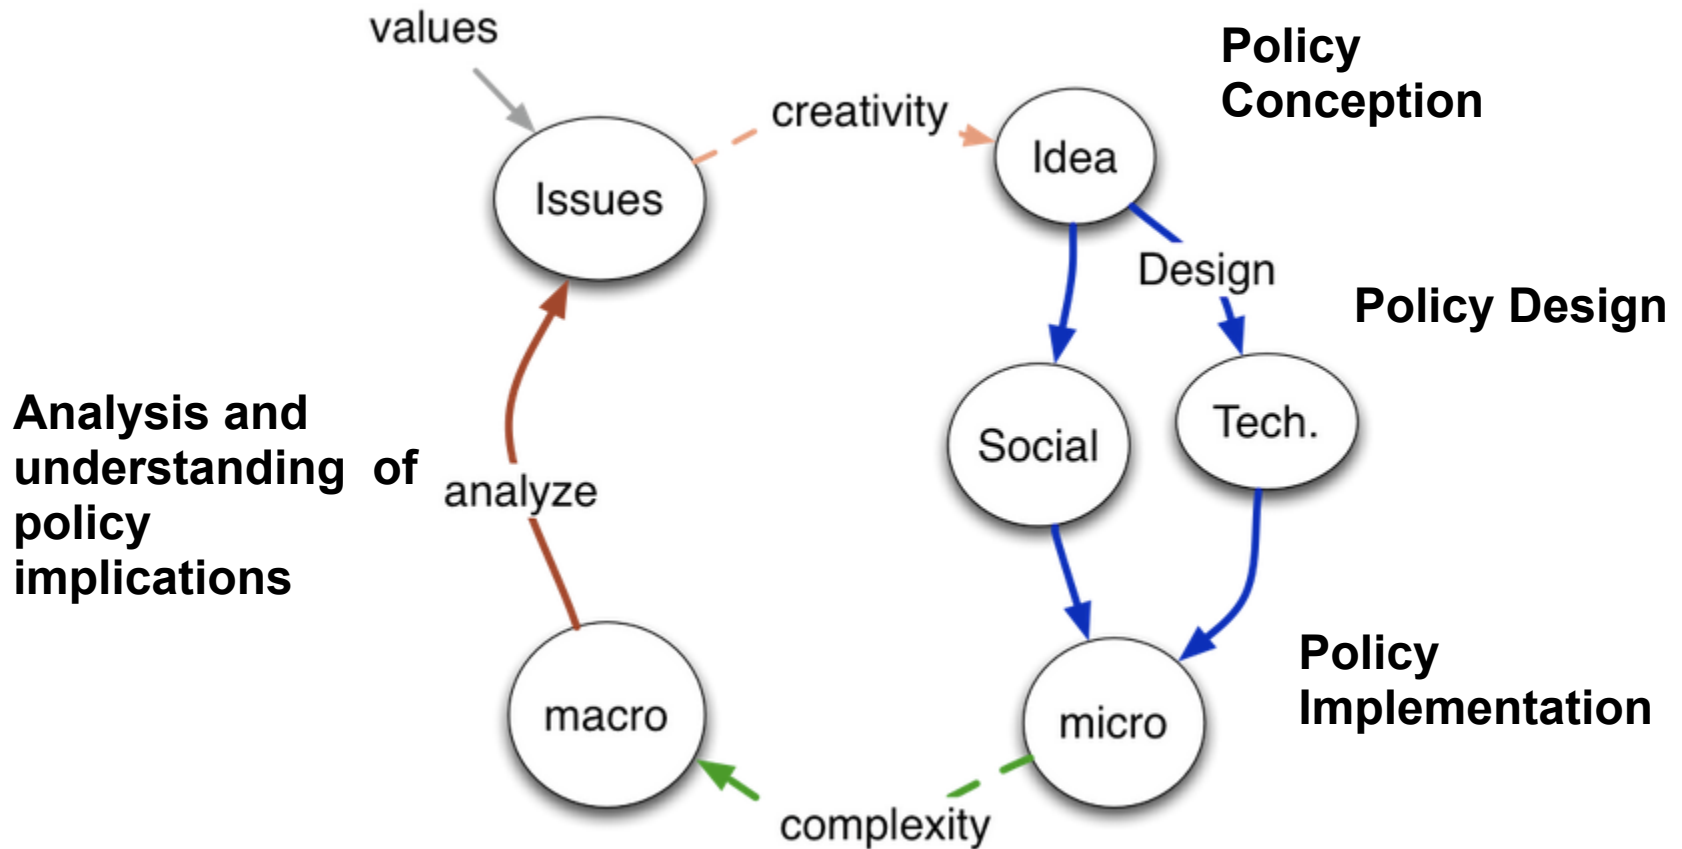 values
Policy
Conception
creativity
Idea
Issues
Design
Policy Design
Analysis and
understanding of
policy
implications
Social
Tech.
analyze
Policy
Implementation
macro
micro
complexity